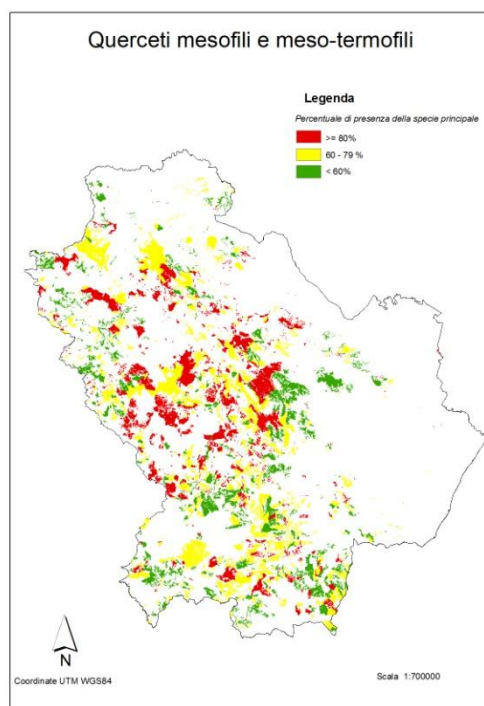 Querceti mesofili e meso-termofili
Legenda
Percentuale di presenza della specie principale
>= 80%
60 - 79 %
< 60%
N
Coordinate UTM WGS84
Scala 1:700000